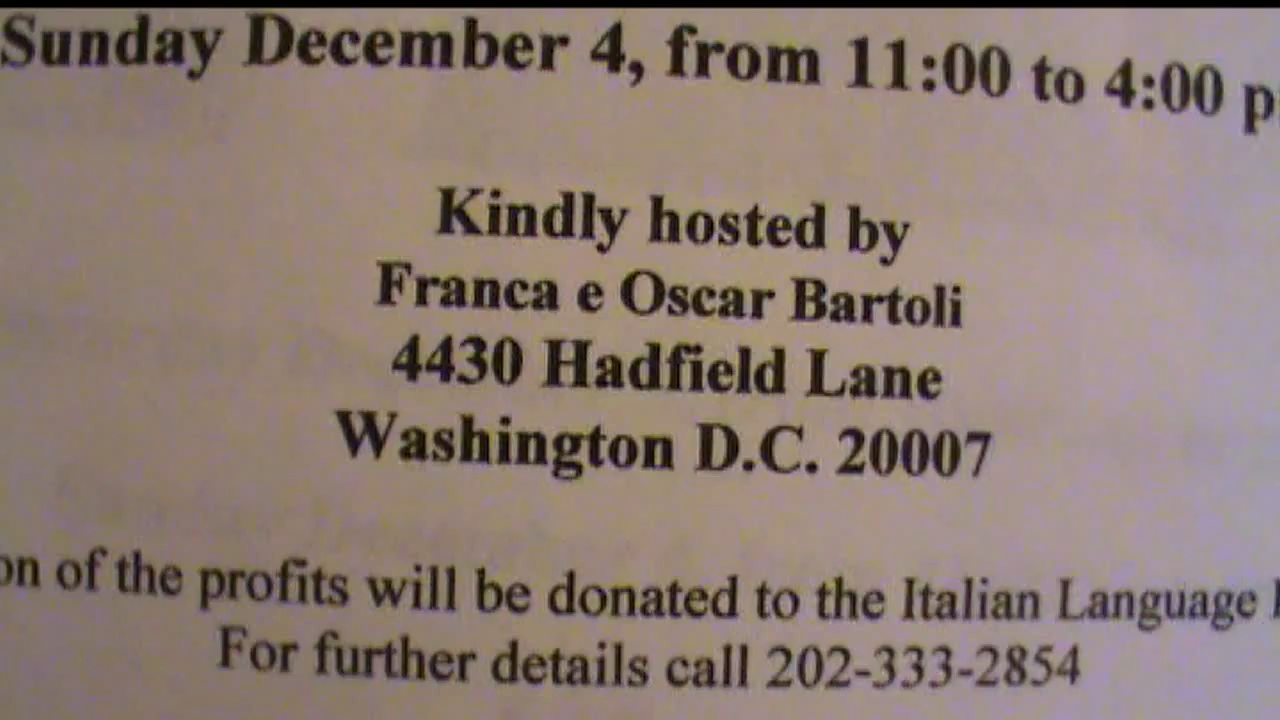 Sunday December 4, from 11:00 to 4:00 p
Kindly hosted by
Franca e Oscar Bartoli
4430 Hadfield Lane
Washington D.C. 20007
on of the profits will be donated to the Italian Language
For further details call 202-333-2854